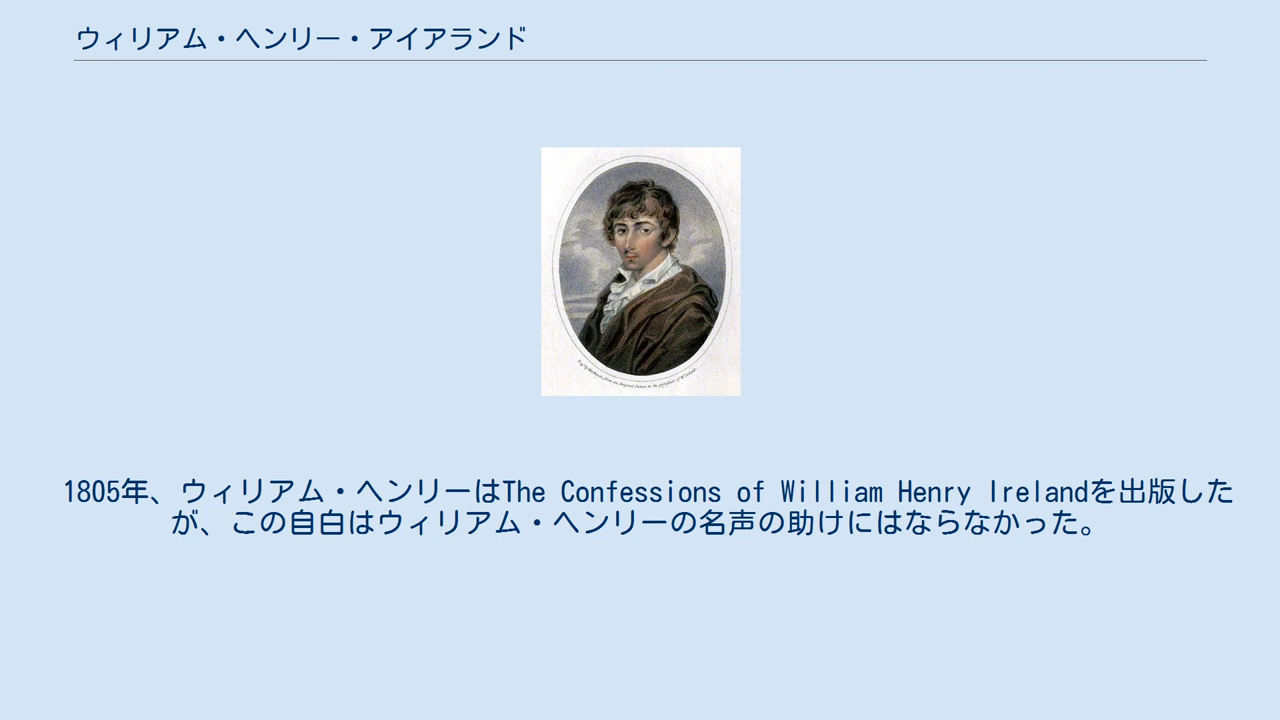 ウィリアム・ヘンリー・アイアランド
1805年、ウィリアム・ヘンリーはThe Confessions of William Henry Irelandを出版した
が、この自白はウィリアム・ヘンリーの名声の助けにはならなかった。